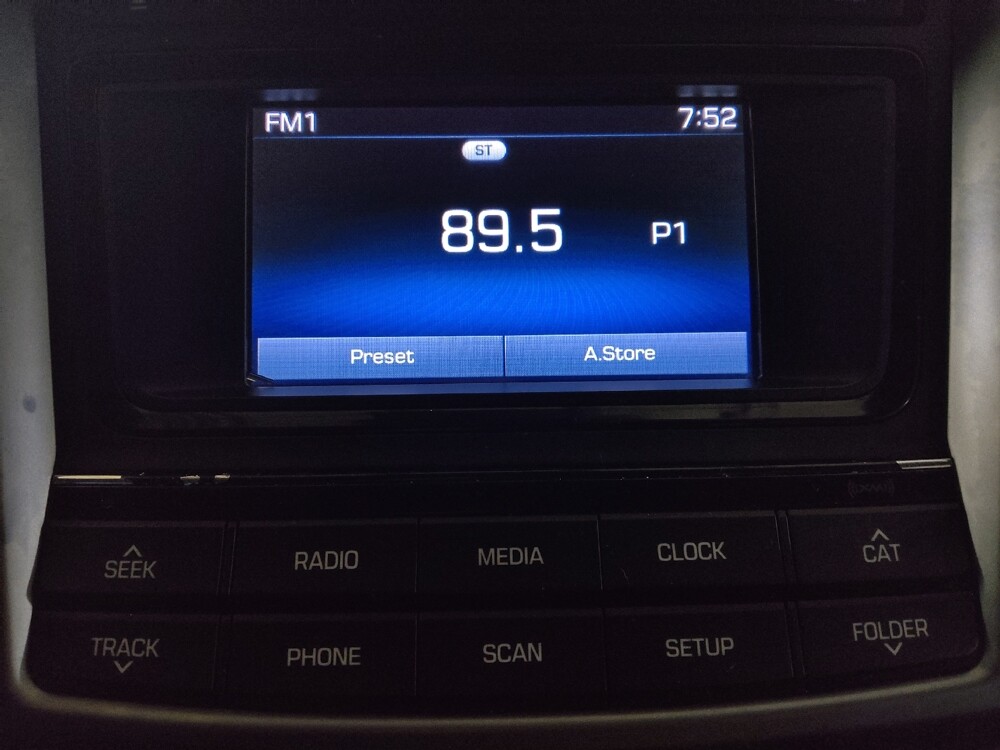 FM1 7:52
ST
89.5 P1
Preset A.Store
SEEK RADIO MEDIA CLOCK CAT
TRACK PHONE SCAN SETUP FOLDER